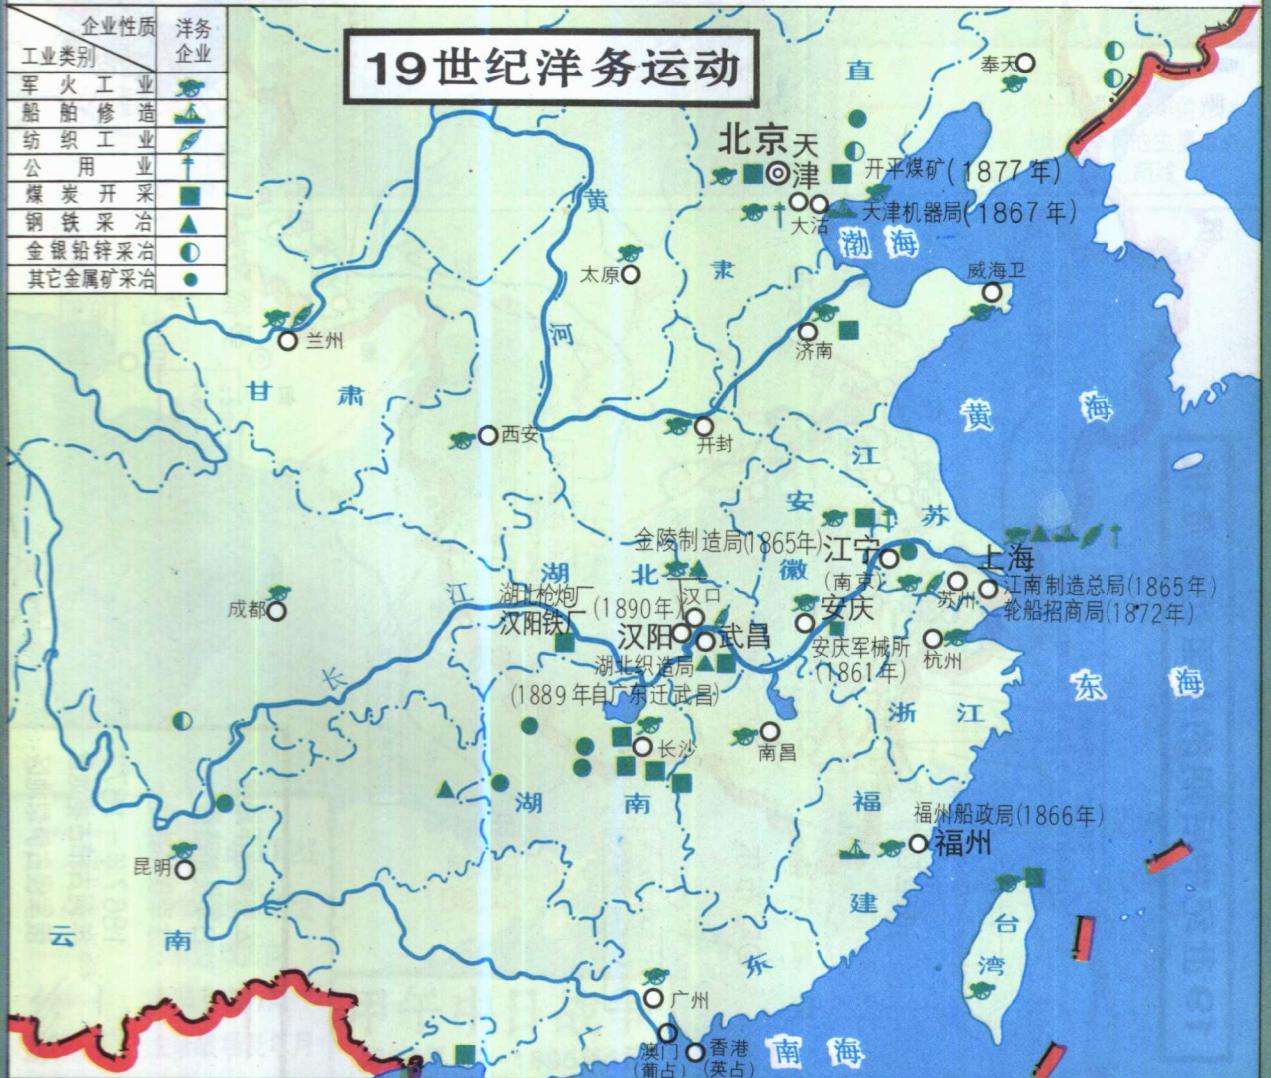 企业性质
工业类别
洋务
企业
军火工业
船舶修造
纺织工业
公用业
煤炭开采
钢铁采冶
金银铅锌采冶
其它金属矿采冶
19世纪洋务运动
奉天
直
北京
天
津
开平煤矿(1877年)
大沽
天津机器局(1867年)
渤海
隶
黄
太原
威海卫
河
济南
兰州
甘肃
黄海
西安
开封
江
苏
安
徽
金陵制造局(1865年)
江宁
(南京)
上海
苏州
江南制造总局(1865年)
轮船招商局(1872年)
湖北
汉口
湖北枪炮厂
(1890年)
汉阳铁厂
汉阳
武昌
安庆
安庆军械所
(1861年)
杭州
湖北织造局
(1889年自广东迁武昌)
成都
江
长
东海
浙江
长沙
南昌
湖南
福
福州船政局(1866年)
福州
建
昆明
云南
台
湾
东
广州
澳门
(葡占)
香港
(英占)
南海